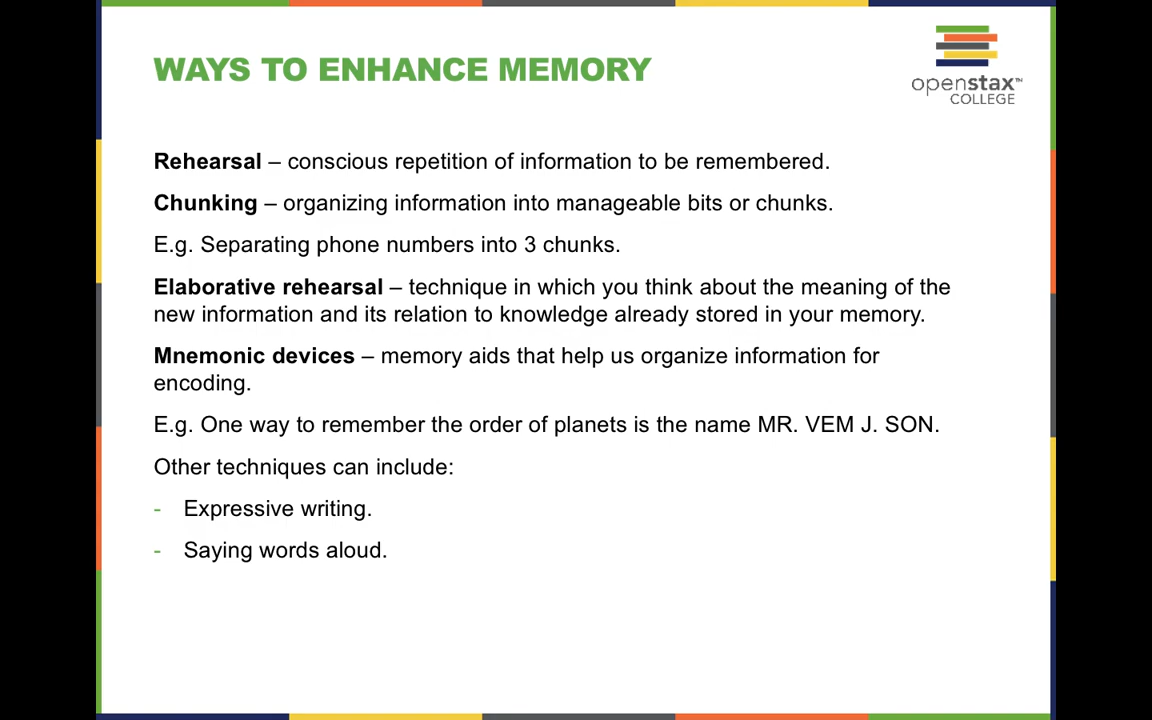 WAYS TO ENHANCE MEMORY
openstax™
COLLEGE
Rehearsal – conscious repetition of information to be remembered.
Chunking – organizing information into manageable bits or chunks.
E.g. Separating phone numbers into 3 chunks.
Elaborative rehearsal – technique in which you think about the meaning of the
new information and its relation to knowledge already stored in your memory.
Mnemonic devices – memory aids that help us organize information for
encoding.
E.g. One way to remember the order of planets is the name MR. VEM J. SON.
Other techniques can include:
- Expressive writing.
- Saying words aloud.